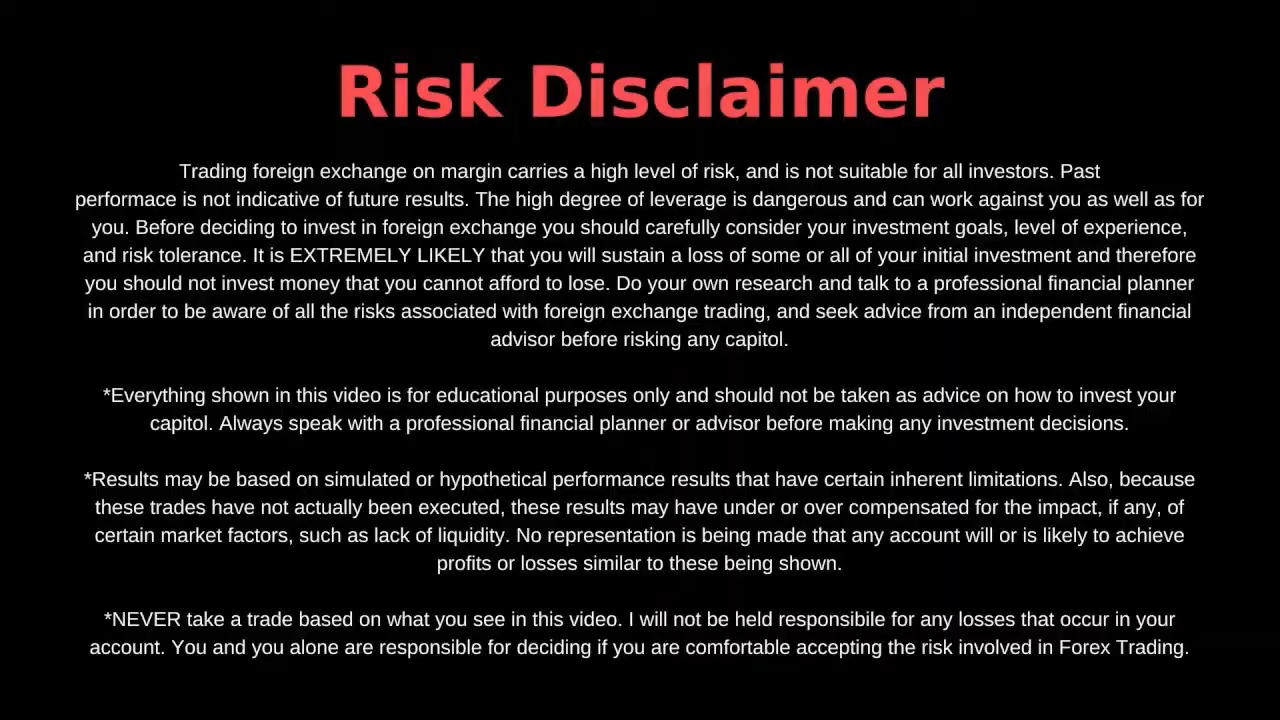 Risk Disclaimer
Trading foreign exchange on margin carries a high level of risk, and is not suitable for all investors. Past
performace is not indicative of future results. The high degree of leverage is dangerous and can work against you as well as for
you. Before deciding to invest in foreign exchange you should carefully consider your investment goals, level of experience,
and risk tolerance. It is EXTREMELY LIKELY that you will sustain a loss of some or all of your initial investment and therefore
you should not invest money that you cannot afford to lose. Do your own research and talk to a professional financial planner
in order to be aware of all the risks associated with foreign exchange trading, and seek advice from an independent financial
advisor before risking any capitol.
*Everything shown in this video is for educational purposes only and should not be taken as advice on how to invest your
capitol. Always speak with a professional financial planner or advisor before making any investment decisions.
*Results may be based on simulated or hypothetical performance results that have certain inherent limitations. Also, because
these trades have not actually been executed, these results may have under or over compensated for the impact, if any, of
certain market factors, such as lack of liquidity. No representation is being made that any account will or is likely to achieve
profits or losses similar to these being shown.
*NEVER take a trade based on what you see in this video. I will not be held responsibile for any losses that occur in your
account. You and you alone are responsible for deciding if you are comfortable accepting the risk involved in Forex Trading.